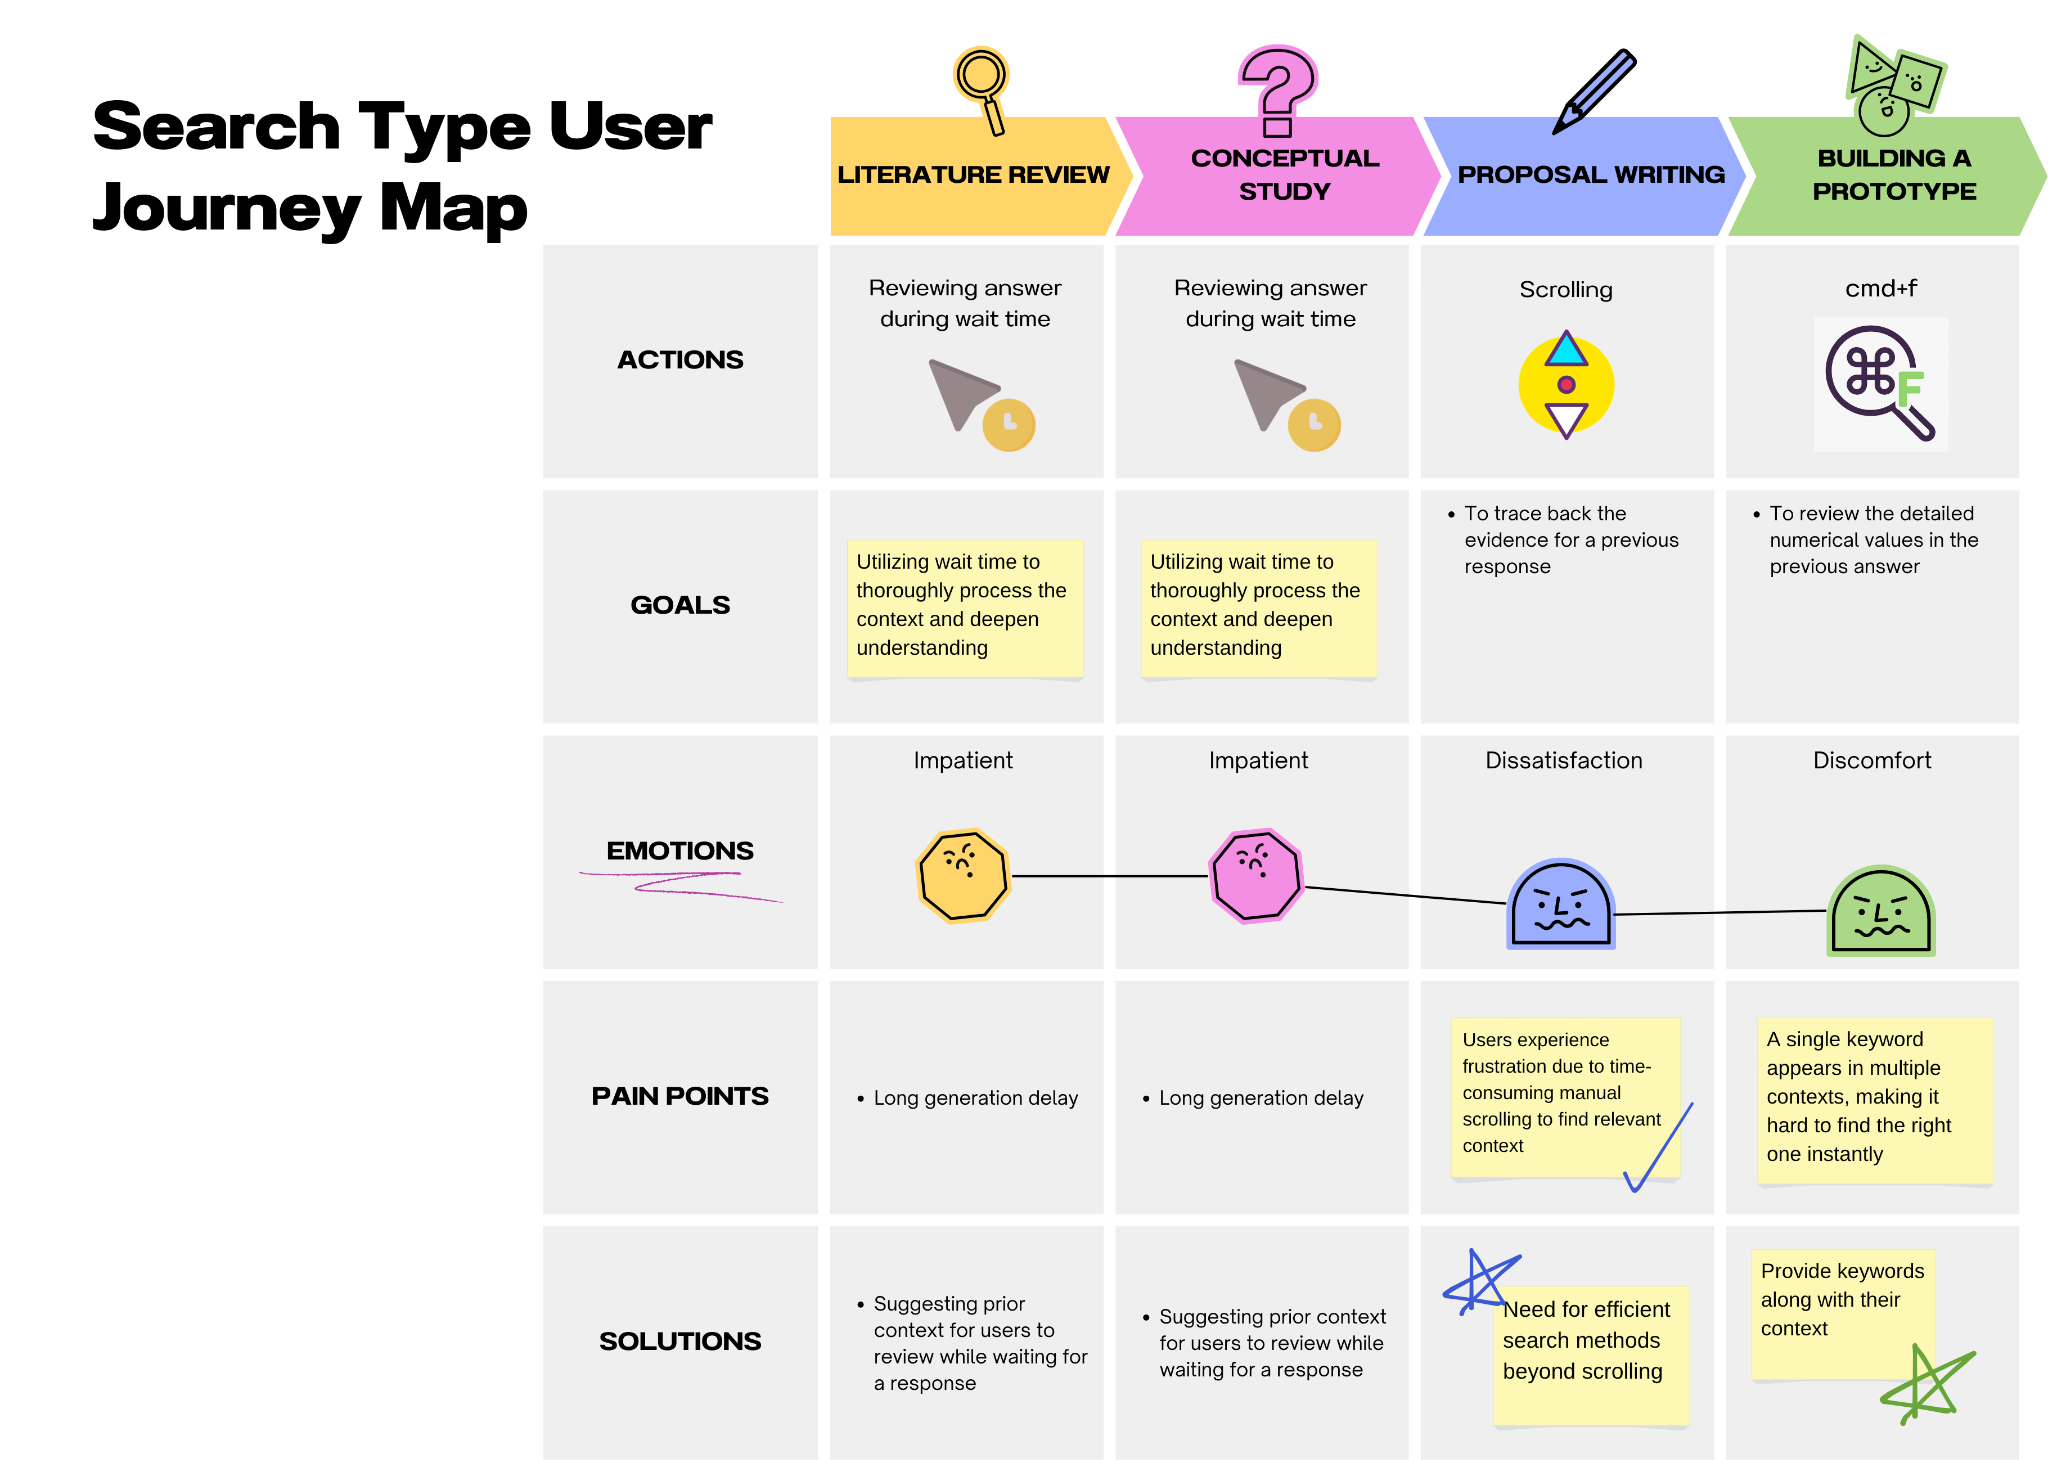 Search Type User
Journey Map
LITERATURE REVIEW
CONCEPTUAL
STUDY
PROPOSAL WRITING
BUILDING A
PROTOTYPE
ACTIONS
Reviewing answer
during wait time
Reviewing answer
during wait time
Scrolling
cmd+f
F
GOALS
Utilizing wait time to
thoroughly process the
context and deepen
understanding
Utilizing wait time to
thoroughly process the
context and deepen
understanding
• To trace back the
evidence for a previous
response
• To review the detailed
numerical values in the
previous answer
EMOTIONS
Impatient
Impatient
Dissatisfaction
Discomfort
PAIN POINTS
• Long generation delay
• Long generation delay
Users experience
frustration due to time-
consuming manual
scrolling to find relevant
context
A single keyword
appears in multiple
contexts, making it
hard to find the right
one instantly
SOLUTIONS
• Suggesting prior
context for users to
review while waiting for
a response
• Suggesting prior context
for users to review while
waiting for a response
Need for efficient
search methods
beyond scrolling
Provide keywords
along with their
context